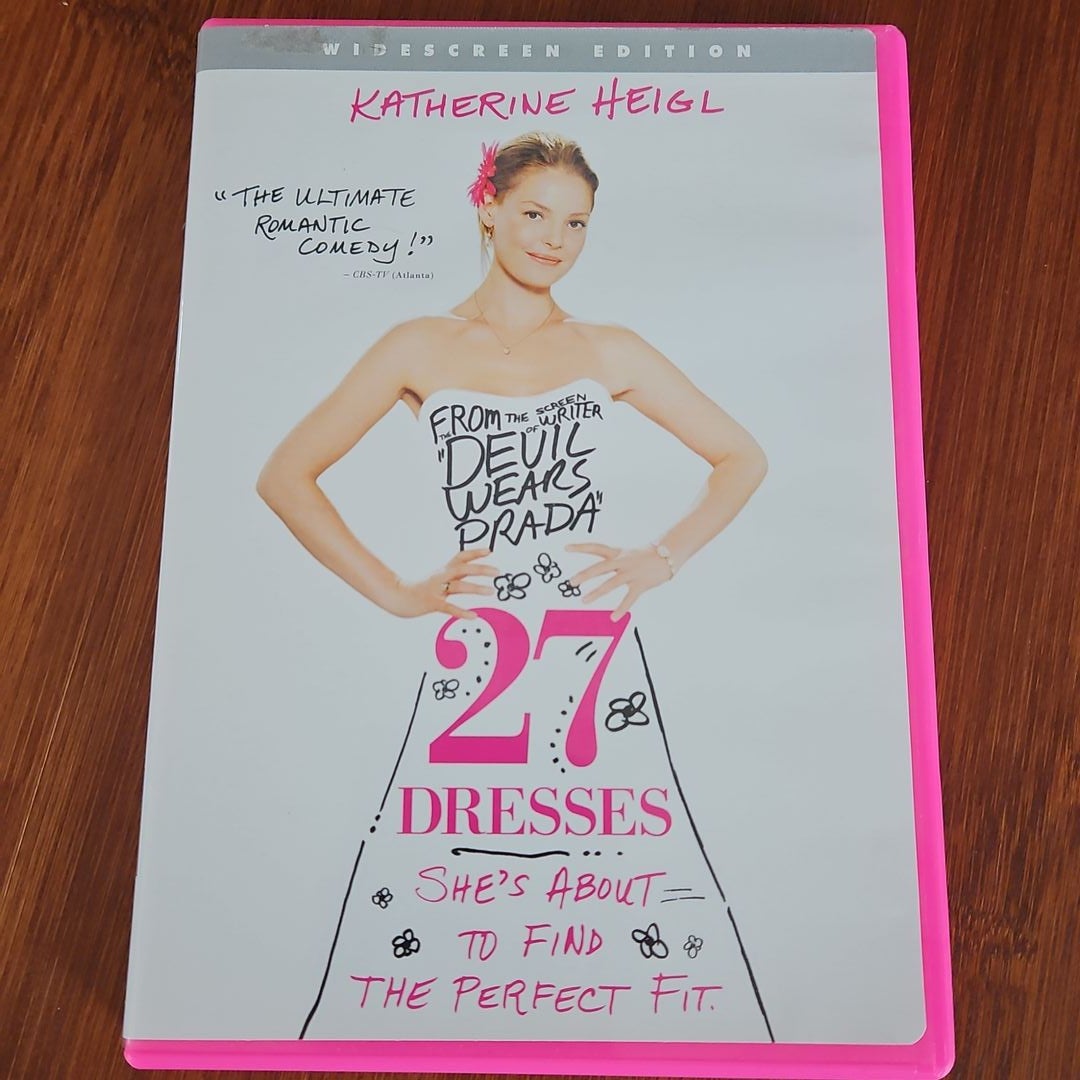 WIDESCREEN EDITION
KATHERINE HEIGL
"THE ULTIMATE
ROMANTIC
COMEDY!"
– CBS-TV (Atlanta)
FROM THE SCREEN
WRITER
OF
THE
"DEVIL
WEARS
PRADA"
27
DRESSES
SHE'S ABOUT
TO FIND
THE PERFECT FIT.